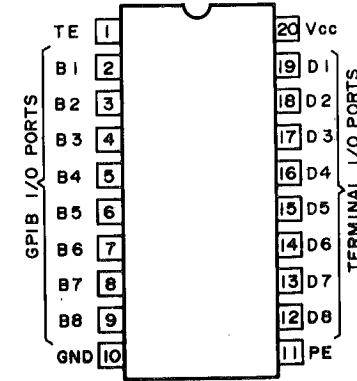 TE 1 20 Vcc
B1 2 19 D1
B2 3 18 D2
B3 4 17 D3
B4 5 16 D4
B5 6 15 D5
B6 7 14 D6
B7 8 13 D7
B8 9 12 D8
GND 10 11 PE
GPIB I/O PORTS
TERMINAL I/O PORTS